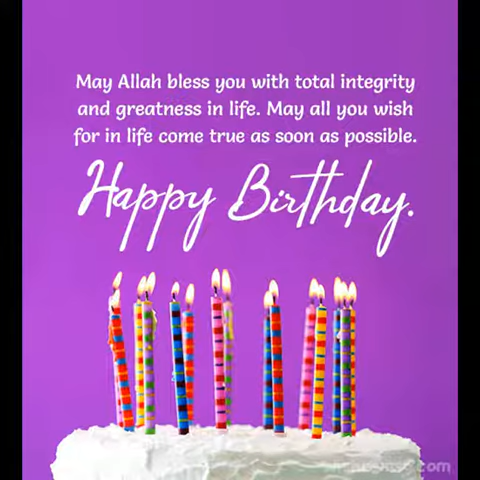 May Allah bless you with total integrity
and greatness in life. May all you wish
for in life come true as soon as possible.
Happy Birthday.